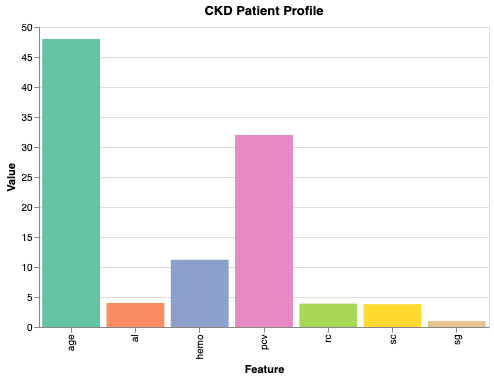 CKD Patient Profile
Value
50
45
40
35
30
25
20
15
10
5
0
age
al
hemo
pcv
rc
sc
sg
Feature